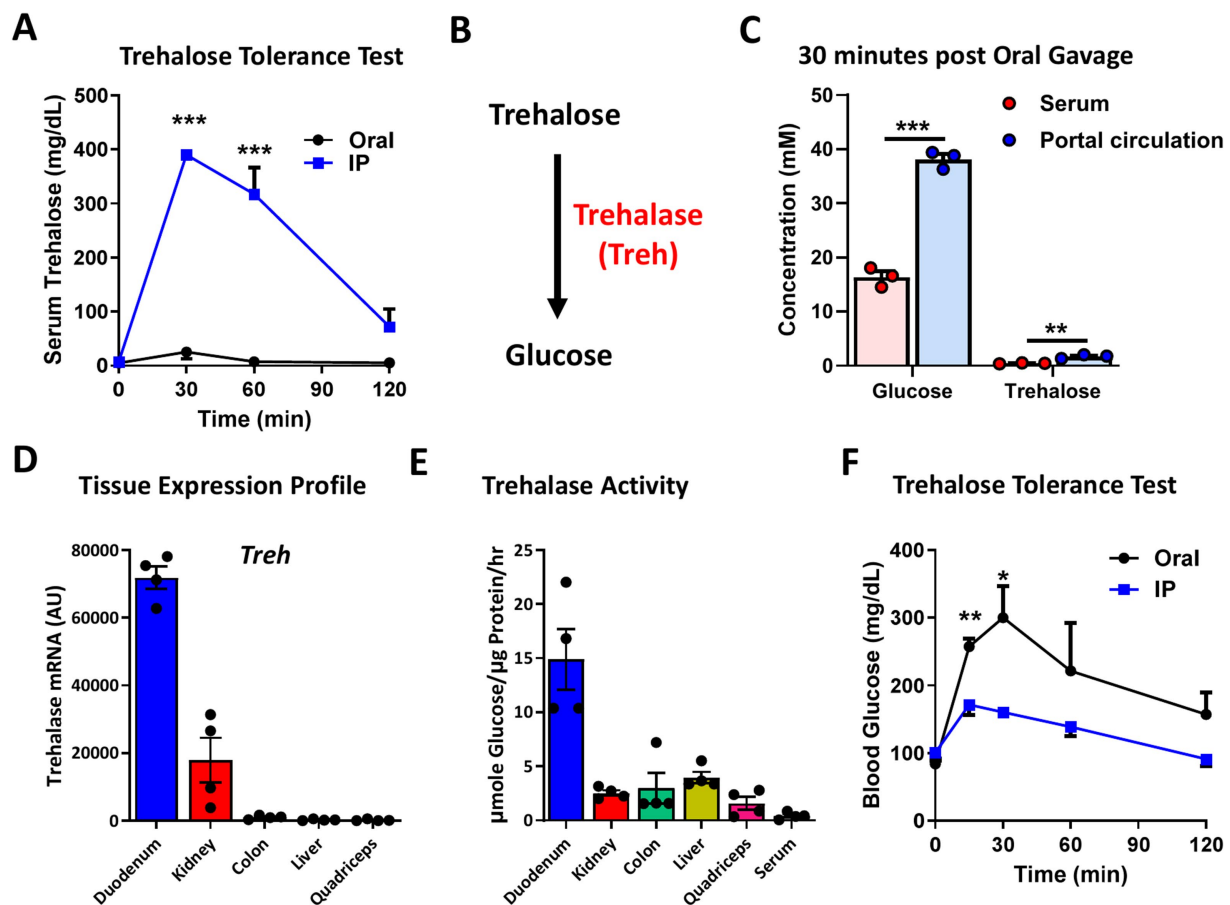 A
Trehalose Tolerance Test
Serum Trehalose (mg/dL)
500
400
300
200
100
0
***
***
Oral
IP
0 30 60 90 120
Time (min)
B
Trehalose
Trehalase
(Treh)
Glucose
C
30 minutes post Oral Gavage
Concentration (mM)
50
40
30
20
10
0
***
**
Serum
Portal circulation
Glucose Trehalose
D
Tissue Expression Profile
Treh
Trehalase mRNA (AU)
80000
60000
40000
20000
0
Duodenum
Kidney
Colon
Liver
Quadriceps
E
Trehalase Activity
µmole Glucose/µg Protein/hr
25
20
15
10
5
0
Duodenum
Kidney
Colon
Liver
Quadriceps
Serum
F
Trehalose Tolerance Test
Blood Glucose (mg/dL)
400
300
200
100
0
**
*
Oral
IP
0 30 60 90 120
Time (min)